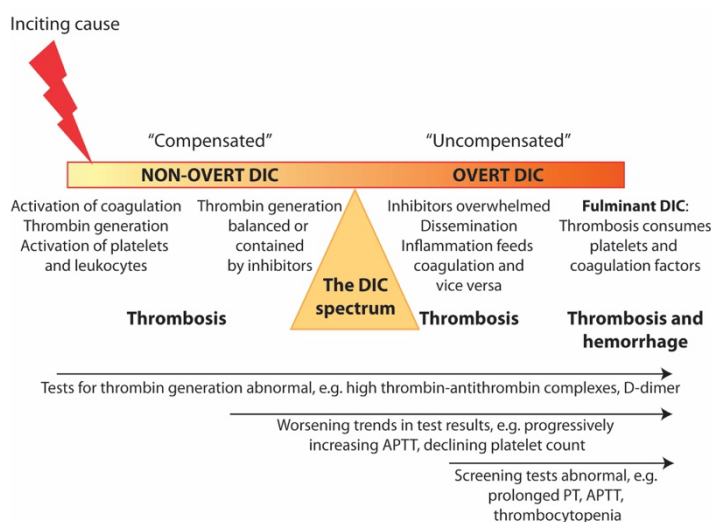 Inciting cause
“Compensated”
“Uncompensated”
NON-OVERT DIC
OVERT DIC
Activation of coagulation
Thrombin generation
Activation of platelets
and leukocytes
Thrombin generation
balanced or
contained
by inhibitors
Inhibitors overwhelmed
Dissemination
Inflammation feeds
coagulation and
vice versa
Fulminant DIC:
Thrombosis consumes
platelets and
coagulation factors
The DIC
spectrum
Thrombosis
Thrombosis
Thrombosis and
hemorrhage
Tests for thrombin generation abnormal, e.g. high thrombin-antithrombin complexes, D-dimer
Worsening trends in test results, e.g. progressively
increasing APTT, declining platelet count
Screening tests abnormal, e.g.
prolonged PT, APTT,
thrombocytopenia